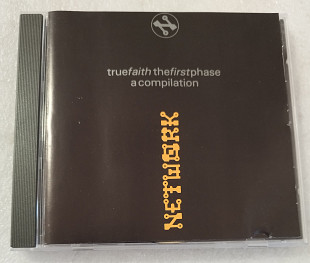 truefaith thefirstphase
a compilation
NETWORK